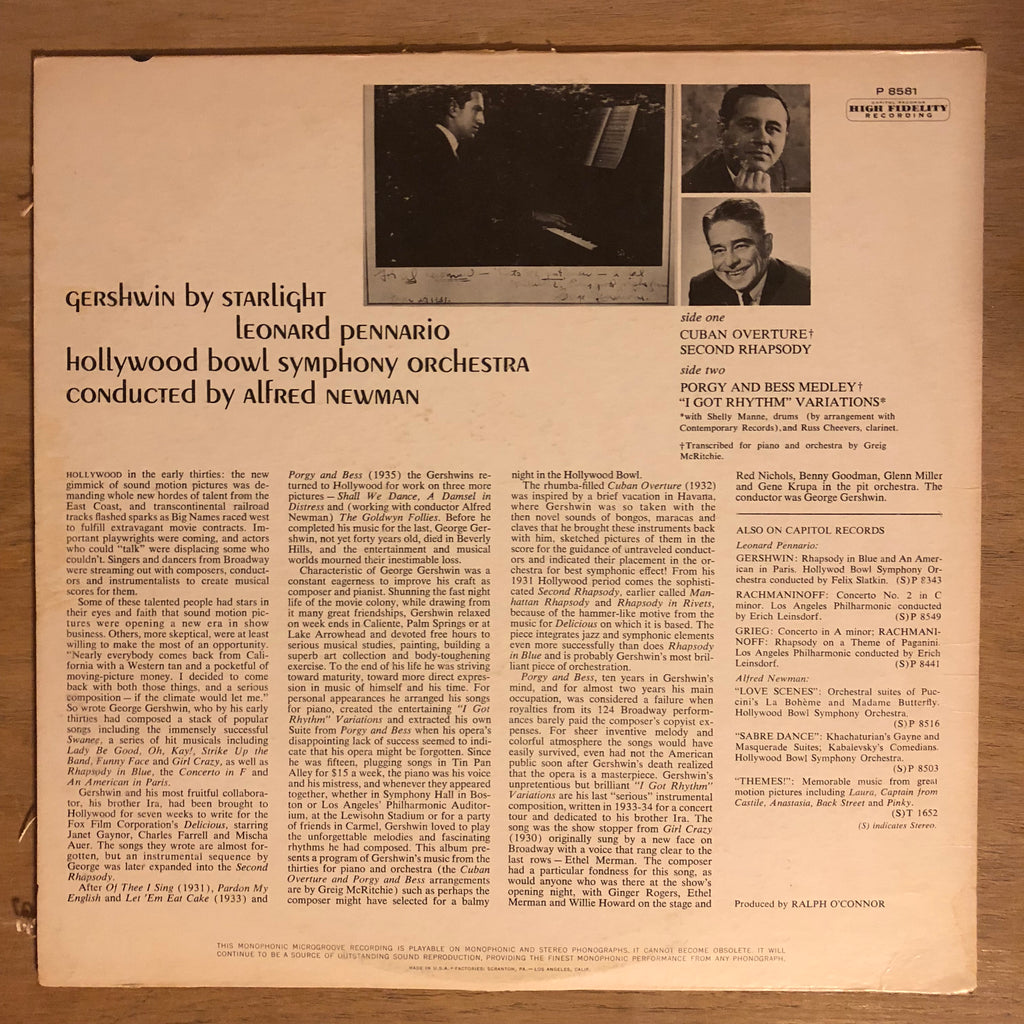 P 8581
CAPITOL RECORDS
HIGH FIDELITY
RECORDING
GERSHWIN by STARLIGHT
LEONARD PENNARIO
HOLLYWOOD BOWL SYMPHONY ORCHESTRA
CONDUCTED by ALFRED NEWMAN
side one
CUBAN OVERTURE†
SECOND RHAPSODY
side two
PORGY AND BESS MEDLEY†
"I GOT RHYTHM" VARIATIONS*
*with Shelly Manne, drums (by arrangement with
Contemporary Records), and Russ Cheevers, clarinet.
†Transcribed for piano and orchestra by Greig
McRitchie.
HOLLYWOOD in the early thirties: the new
gimmick of sound motion pictures was de-
manding whole new hordes of talent from the
East Coast, and transcontinental railroad
tracks flashed sparks as Big Names raced west
to fulfill extravagant movie contracts. Im-
portant playwrights were coming, and actors
who could "talk" were displacing some who
couldn't. Singers and dancers from Broadway
were streaming out with composers, conduct-
ors and instrumentalists to create musical
scores for them.
Some of these talented people had stars in
their eyes and faith that sound motion pic-
tures were opening a new era in show
business. Others, more skeptical, were at least
willing to make the most of an opportunity.
"Nearly everybody comes back from Cali-
fornia with a Western tan and a pocketful of
moving-picture money. I decided to come
back with both those things, and a serious
composition – if the climate would let me."
So wrote George Gershwin, who by his early
thirties had composed a stack of popular
songs including the immensely successful
Swanee, a series of hit musicals including
Lady Be Good, Oh, Kay!, Strike Up the
Band, Funny Face and Girl Crazy, as well as
Rhapsody in Blue, the Concerto in F and
An American in Paris.
Gershwin and his most fruitful collabora-
tor, his brother Ira, had been brought to
Hollywood for seven weeks to write for the
Fox Film Corporation's Delicious, starring
Janet Gaynor, Charles Farrell and Mischa
Auer. The songs they wrote are almost for-
gotten, but an instrumental sequence by
George was later expanded into the Second
Rhapsody.
After Of Thee I Sing (1931), Pardon My
English and Let 'Em Eat Cake (1933) and
Porgy and Bess (1935) the Gershwins re-
turned to Hollywood for work on three more
pictures – Shall We Dance, A Damsel in
Distress and (working with conductor Alfred
Newman) The Goldwyn Follies. Before he
completed his music for the last, George Ger-
shwin, not yet forty years old, died in Beverly
Hills, and the entertainment and musical
worlds mourned their inestimable loss.
Characteristic of George Gershwin was a
constant eagerness to improve his craft as
composer and pianist. Shunning the fast night
life of the movie colony, while drawing from
it many great friendships, Gershwin relaxed
on week ends in Caliente, Palm Springs or at
Lake Arrowhead and devoted free hours to
serious musical studies, painting, building a
superb art collection and body-toughening
exercise. To the end of his life he was striving
toward maturity, toward more direct expres-
sion in music of himself and his time. For
personal appearances he arranged his songs
for piano, created the entertaining "I Got
Rhythm" Variations and extracted his own
Suite from Porgy and Bess when his opera's
disappointing lack of success seemed to indi-
cate that his opera might be forgotten. Since
he was fifteen, plugging songs in Tin Pan
Alley for $15 a week, the piano was his voice
and his mistress, and whenever they appeared
together, whether in Symphony Hall in Bos-
ton or Los Angeles' Philharmonic Auditor-
ium, at the Lewisohn Stadium or for a party
of friends in Carmel, Gershwin loved to play
the unforgettable melodies and fascinating
rhythms he had composed. This album pre-
sents a program of Gershwin's music from the
thirties for piano and orchestra (the Cuban
Overture and Porgy and Bess arrangements
are by Greig McRitchie) such as perhaps the
composer might have selected for a balmy
night in the Hollywood Bowl.
The rhumba-filled Cuban Overture (1932)
was inspired by a brief vacation in Havana,
where Gershwin was so taken with the
then novel sounds of bongos, maracas and
claves that he brought these instruments back
with him, sketched pictures of them in the
score for the guidance of untraveled conduct-
ors and indicated their placement in the or-
chestra for best symphonic effect! From his
1931 Hollywood period comes the sophisti-
cated Second Rhapsody, earlier called Man-
hattan Rhapsody and Rhapsody in Rivets,
because of the hammer-like motive from the
music for Delicious on which it is based. The
piece integrates jazz and symphonic elements
even more successfully than does Rhapsody
in Blue and is probably Gershwin's most bril-
liant piece of orchestration.
Porgy and Bess, ten years in Gershwin's
mind, and for almost two years his main
occupation, was considered a failure when
royalties from its 124 Broadway perform-
ances barely paid the composer's copyist ex-
penses. For sheer inventive melody and
colorful atmosphere the songs would have
easily survived, even had not the American
public soon after Gershwin's death realized
that the opera is a masterpiece. Gershwin's
unpretentious but brilliant "I Got Rhythm"
Variations are his last "serious" instrumental
composition, written in 1933-34 for a concert
tour and dedicated to his brother Ira. The
song was the show stopper from Girl Crazy
(1930) originally sung by a new face on
Broadway with a voice that rang clear to the
last rows – Ethel Merman. The composer
had a particular fondness for this song, as
would anyone who was there at the show's
opening night, with Ginger Rogers, Ethel
Merman and Willie Howard on the stage and
Red Nichols, Benny Goodman, Glenn Miller
and Gene Krupa in the pit orchestra. The
conductor was George Gershwin.
ALSO ON CAPITOL RECORDS
Leonard Pennario:
GERSHWIN: Rhapsody in Blue and An Amer-
ican in Paris. Hollywood Bowl Symphony Or-
chestra conducted by Felix Slatkin. (S)P 8343
RACHMANINOFF: Concerto No. 2 in C
minor. Los Angeles Philharmonic conducted
by Erich Leinsdorf. (S)P 8549
GRIEG: Concerto in A minor; RACHMANI-
NOFF: Rhapsody on a Theme of Paganini.
Los Angeles Philharmonic conducted by Erich
Leinsdorf. (S)P 8441
Alfred Newman:
"LOVE SCENES": Orchestral suites of Puc-
cini's La Bohème and Madame Butterfly.
Hollywood Bowl Symphony Orchestra.
(S)P 8516
"SABRE DANCE": Khachaturian's Gayne and
Masquerade Suites; Kabalevsky's Comedians.
Hollywood Bowl Symphony Orchestra.
(S)P 8503
"THEMES!": Memorable music from great
motion pictures including Laura, Captain from
Castile, Anastasia, Back Street and Pinky.
(S)T 1652
(S) indicates Stereo.
Produced by RALPH O'CONNOR
THIS MONOPHONIC MICROGROOVE RECORDING IS PLAYABLE ON MONOPHONIC AND STEREO PHONOGRAPHS. IT CANNOT BECOME OBSOLETE. IT WILL
CONTINUE TO BE A SOURCE OF OUTSTANDING SOUND REPRODUCTION, PROVIDING THE FINEST MONOPHONIC PERFORMANCE FROM ANY PHONOGRAPH.
MADE IN U.S.A. • FACTORIES: SCRANTON, PA. — LOS ANGELES, CALIF.